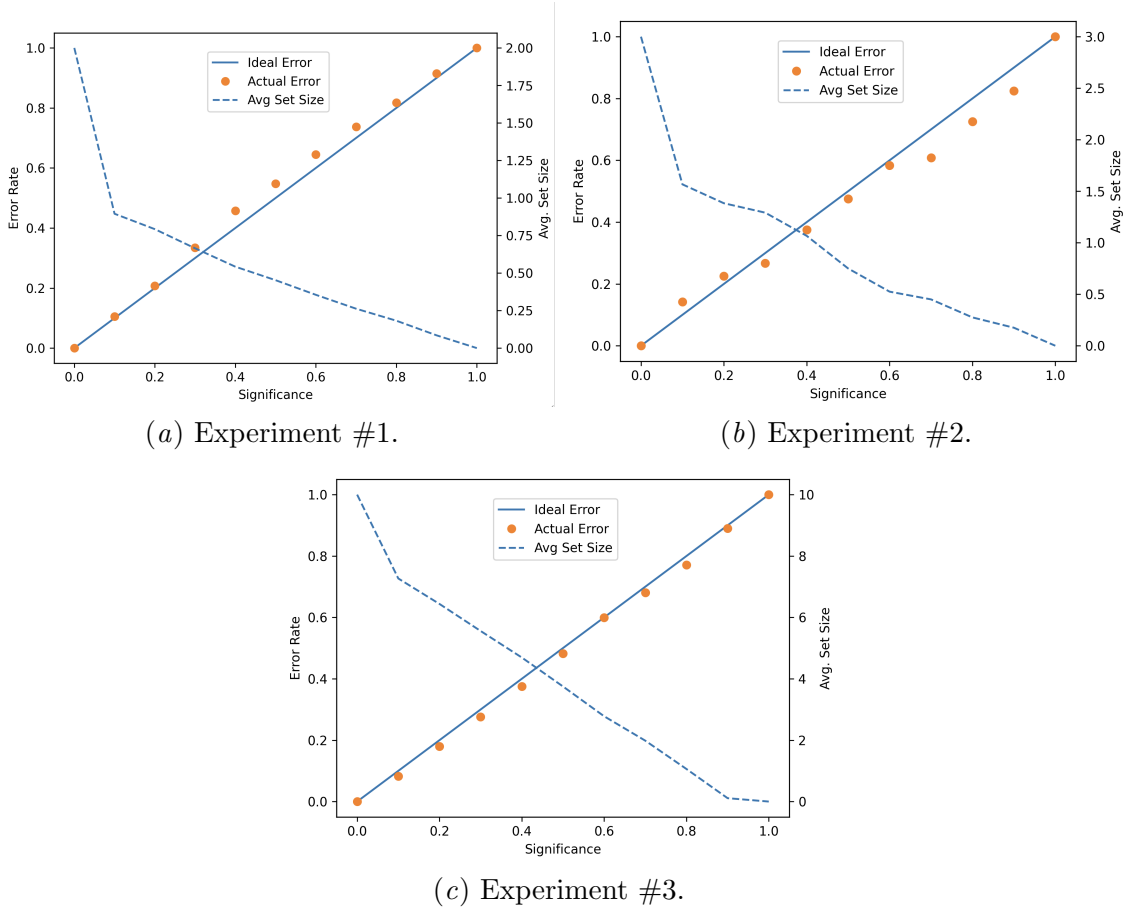 Ideal Error
Actual Error
Avg Set Size
1.0
0.8
0.6
0.4
0.2
0.0
Error Rate
2.00
1.75
1.50
1.25
1.00
0.75
0.50
0.25
0.00
Avg. Set Size
0.0 0.2 0.4 0.6 0.8 1.0
Significance
(a) Experiment #1.
Ideal Error
Actual Error
Avg Set Size
1.0
0.8
0.6
0.4
0.2
0.0
Error Rate
3.0
2.5
2.0
1.5
1.0
0.5
0.0
Avg. Set Size
0.0 0.2 0.4 0.6 0.8 1.0
Significance
(b) Experiment #2.
Ideal Error
Actual Error
Avg Set Size
1.0
0.8
0.6
0.4
0.2
0.0
Error Rate
10
8
6
4
2
0
Avg. Set Size
0.0 0.2 0.4 0.6 0.8 1.0
Significance
(c) Experiment #3.